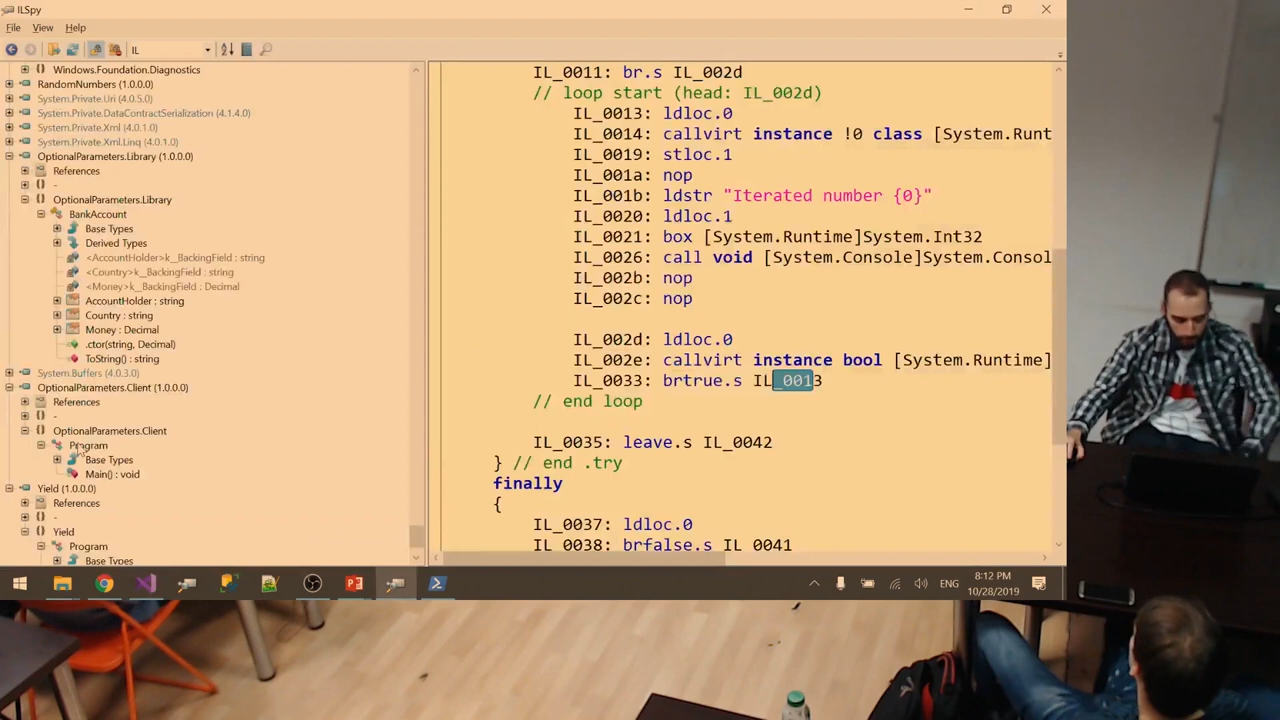 ILSpy
File View Help
IL
Windows.Foundation.Diagnostics
RandomNumbers (1.0.0.0)
System.Private.Uri (4.0.5.0)
System.Private.DataContractSerialization (4.1.4.0)
System.Private.Xml (4.0.1.0)
System.Private.Xml.Linq (4.0.1.0)
OptionalParameters.Library (1.0.0.0)
References
-
OptionalParameters.Library
BankAccount
Base Types
Derived Types
<AccountHolder>k__BackingField : string
<Country>k__BackingField : string
<Money>k__BackingField : Decimal
AccountHolder : string
Country : string
Money : Decimal
.ctor(string, Decimal)
ToString() : string
System.Buffers (4.0.3.0)
OptionalParameters.Client (1.0.0.0)
References
-
OptionalParameters.Client
Program
Base Types
Main() : void
Yield (1.0.0.0)
References
-
Yield
Program
Base Types
IL_0011: br.s IL_002d
// loop start (head: IL_002d)
IL_0013: ldloc.0
IL_0014: callvirt instance !0 class [System.Runt
IL_0019: stloc.1
IL_001a: nop
IL_001b: ldstr "Iterated number {0}"
IL_0020: ldloc.1
IL_0021: box [System.Runtime]System.Int32
IL_0026: call void [System.Console]System.Consol
IL_002b: nop
IL_002c: nop
IL_002d: ldloc.0
IL_002e: callvirt instance bool [System.Runtime]
IL_0033: brtrue.s IL_0013
// end loop
IL_0035: leave.s IL_0042
} // end .try
finally
{
IL_0037: ldloc.0
IL_0038: brfalse.s IL_0041
ENG
8:12 PM
10/28/2019